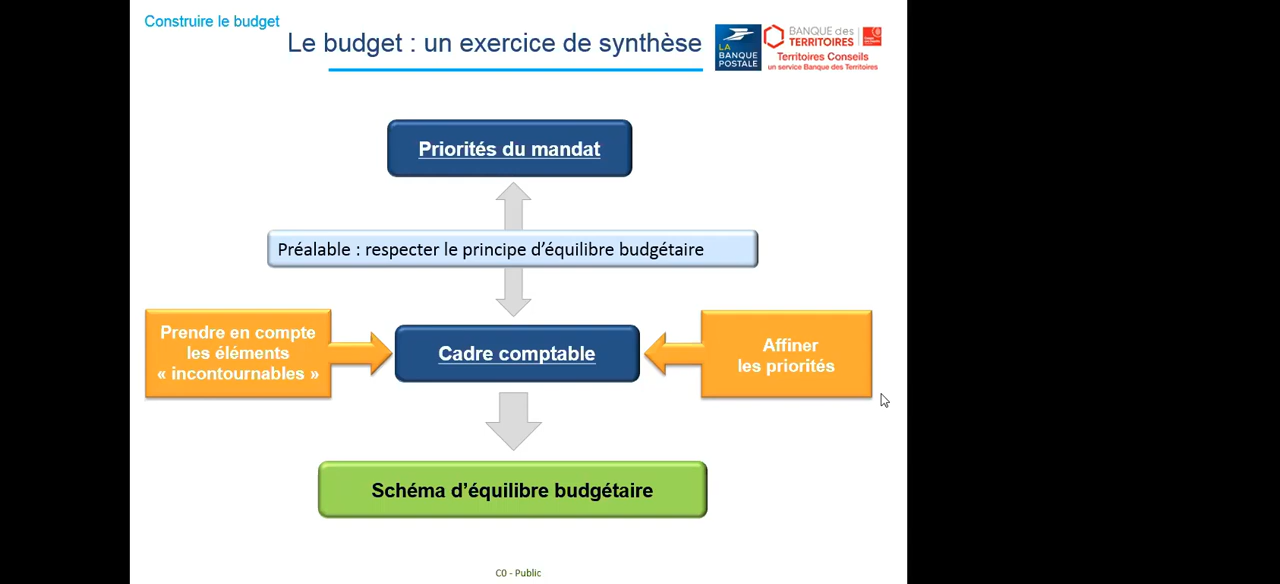 Construire le budget
Le budget : un exercice de synthèse
LA
BANQUE
POSTALE
BANQUE des
TERRITOIRES
Territoires Conseils
un service Banque des Territoires
Priorités du mandat
Préalable : respecter le principe d’équilibre budgétaire
Prendre en compte
les éléments
« incontournables »
Cadre comptable
Affiner
les priorités
Schéma d’équilibre budgétaire
C0 - Public